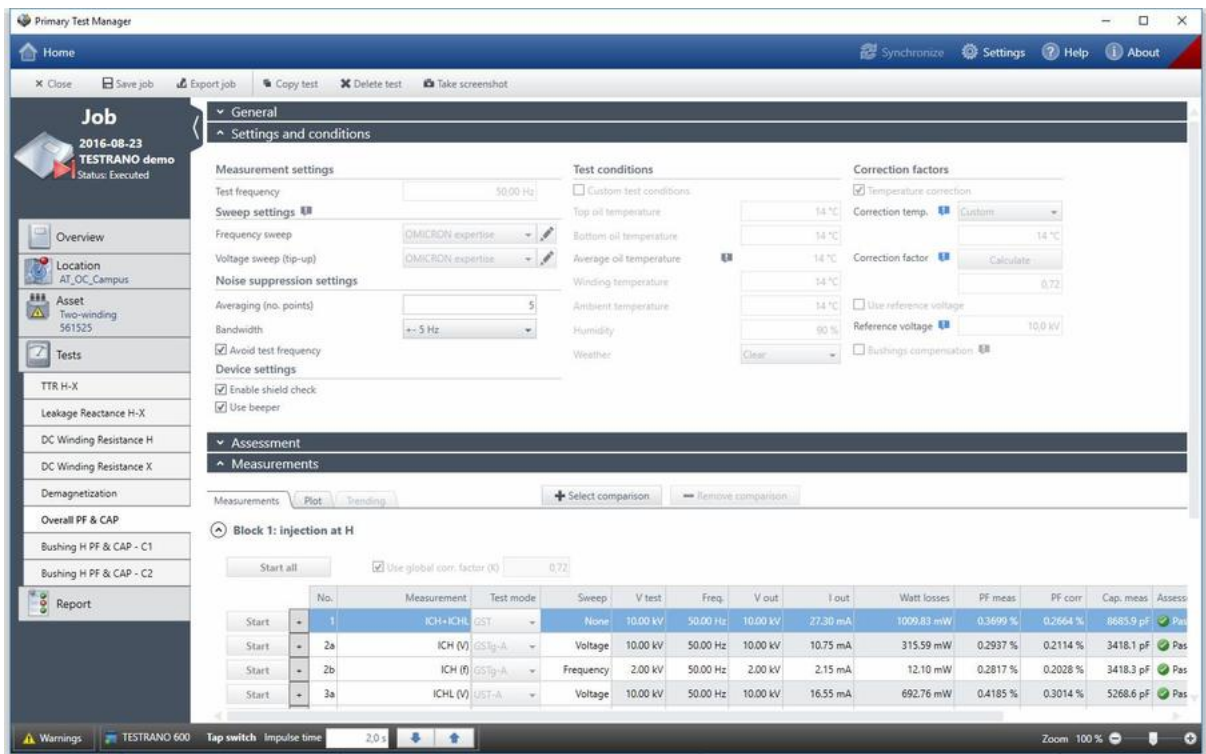 Primary Test Manager
Home
Synchronize Settings Help About
Close Save job Export job Copy test Delete test Take screenshot
Job
2016-08-23
TESTRANO demo
Status: Executed
Overview
Location
AT_OC_Campus
Asset
Two-winding
561525
Tests
TTR H-X
Leakage Reactance H-X
DC Winding Resistance H
DC Winding Resistance X
Demagnetization
Overall PF & CAP
Bushing H PF & CAP - C1
Bushing H PF & CAP - C2
Report
General
Settings and conditions
Measurement settings
Test frequency 50.00 Hz
Sweep settings
Frequency sweep OMICRON expertise
Voltage sweep (tip-up) OMICRON expertise
Noise suppression settings
Averaging (no. points) 5
Bandwidth +- 5 Hz
Avoid test frequency
Device settings
Enable shield check
Use beeper
Test conditions
Custom test conditions
Top oil temperature 14 °C
Bottom oil temperature 14 °C
Average oil temperature 14 °C
Winding temperature 14 °C
Ambient temperature 14 °C
Humidity 90 %
Weather Clear
Correction factors
Temperature correction
Correction temp. Custom
14 °C
Correction factor Calculate
0,72
Use reference voltage
Reference voltage 10,0 kV
Bushings compensation
Assessment
Measurements
Measurements Plot Trending
Select comparison Remove comparison
Block 1: injection at H
Start all Use global corr. factor (K) 0,72
No. Measurement Test mode Sweep V test Freq. V out I out Watt losses PF meas PF corr Cap. meas Assess
Start 1 ICH+ICHL GST None 10.00 kV 50.00 Hz 10.00 kV 27.30 mA 1009.83 mW 0.3699 % 0.2664 % 8685.9 pF Pas
Start 2a ICH (V) GSTg-A Voltage 10.00 kV 50.00 Hz 10.00 kV 10.75 mA 315.59 mW 0.2937 % 0.2114 % 3418.1 pF Pas
Start 2b ICH (f) GSTg-A Frequency 2.00 kV 50.00 Hz 2.00 kV 2.15 mA 12.10 mW 0.2817 % 0.2028 % 3418.3 pF Pas
Start 3a ICHL (V) UST-A Voltage 10.00 kV 50.00 Hz 10.00 kV 16.55 mA 692.76 mW 0.4185 % 0.3014 % 5268.6 pF Pas
Warnings TESTRANO 600 Tap switch Impulse time 2,0 s Zoom 100 %